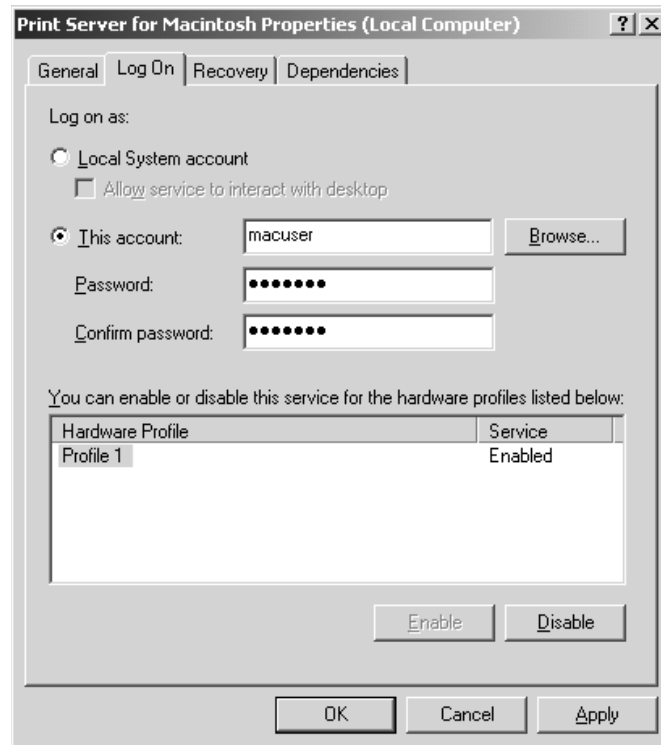 Print Server for Macintosh Properties (Local Computer)
General Log On Recovery Dependencies
Log on as:
Local System account
Allow service to interact with desktop
This account: macuser Browse...
Password: ●●●●●●●
Confirm password: ●●●●●●●
You can enable or disable this service for the hardware profiles listed below:
Hardware Profile Service
Profile 1 Enabled
Enable Disable
OK Cancel Apply